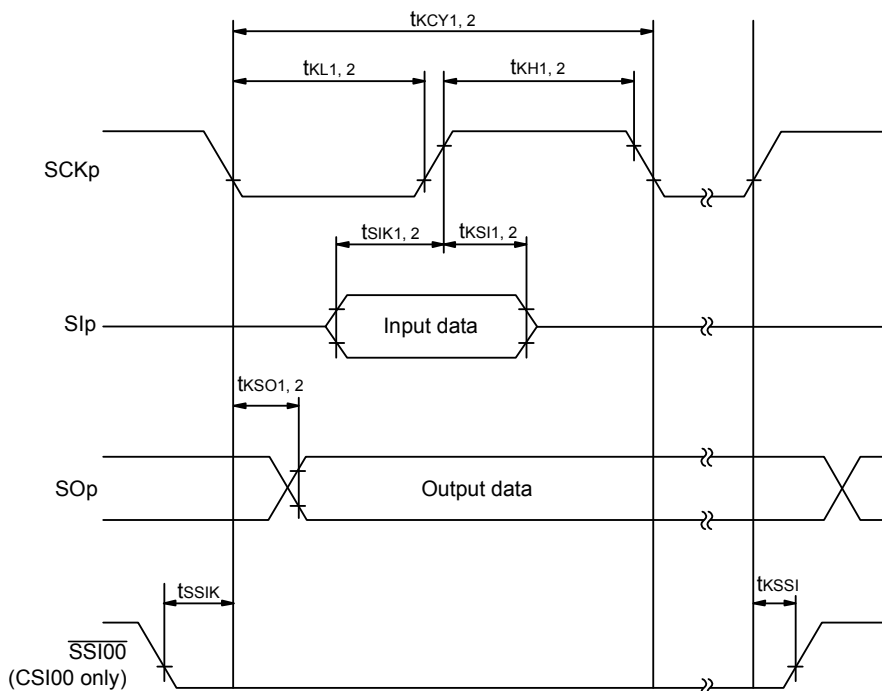 tKCY1, 2
tKL1, 2
tKH1, 2
SCKp
tSIK1, 2
tKSI1, 2
SIp
Input data
tKSO1, 2
SOp
Output data
tSSIK
tKSSI
SSI00
(CSI00 only)